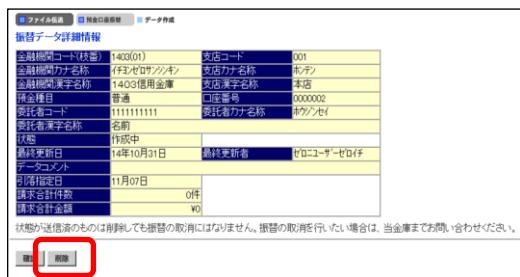 ファイル伝送 預金口座振替 データ作成
振替データ詳細情報
金融機関コード(枝番) 1403(01) 支店コード 001
金融機関カナ名称 ｲﾁｴﾝｾﾞﾛｻﾝｼﾝｷﾝ 支店カナ名称 ﾎﾝﾃﾝ
金融機関漢字名称 1403信用金庫 支店漢字名称 本店
預金種目 普通 口座番号 0000002
委託者コード 1111111111 委託者カナ名称 ﾎｳｼﾞﾝｾｲ
委託者漢字名称 名前
状態 作成中
最終更新日 14年10月31日 最終更新者 ｾﾞﾛﾆﾕｰｻﾞｰｾﾞﾛｲﾁ
データコメント
引落指定日 11月07日
請求合計件数 0件
請求合計金額 ¥0
状態が送信済のものは削除しても振替の取消にはなりません。振替の取消を行いたい場合は、当金庫までお問い合わせください。
削除